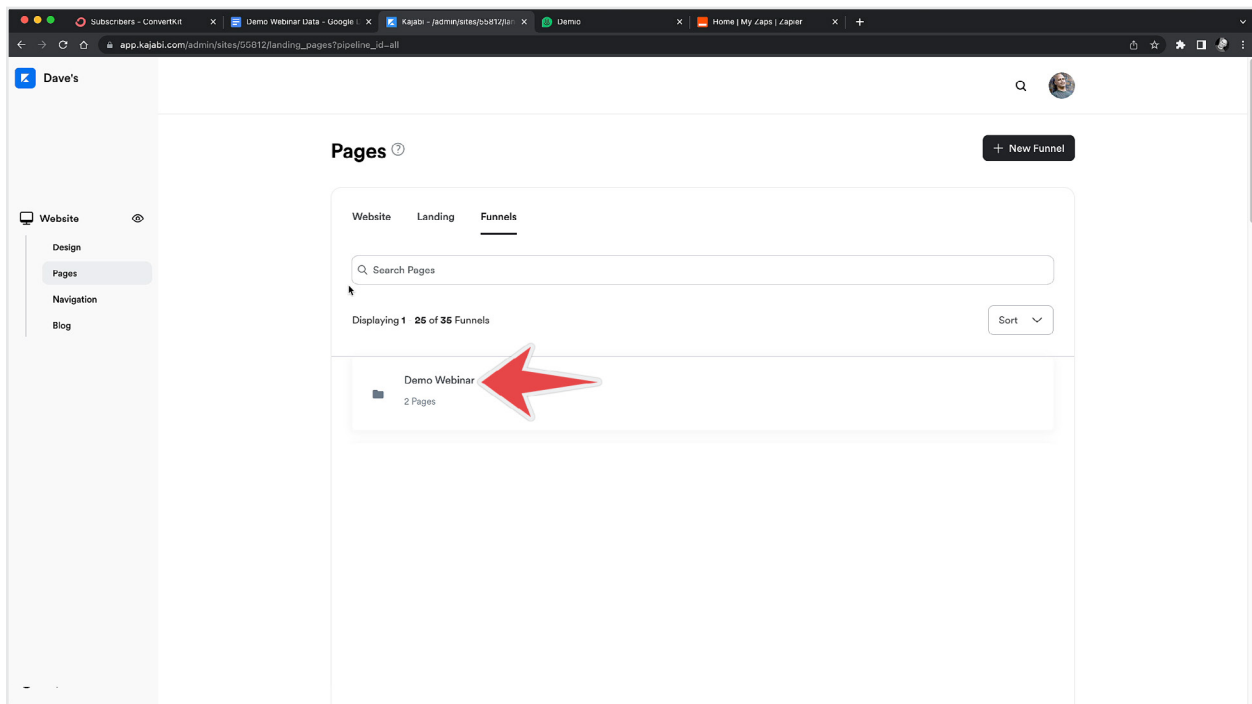 Subscribers - ConvertKit
Demo Webinar Data - Google
Kajabi - /admin/sites/55812/lan
Demio
Home | My Zaps | Zapier
app.kajabi.com/admin/sites/55812/landing_pages?pipeline_id=all
Dave's
Pages
+ New Funnel
Website
Design
Pages
Navigation
Blog
Website Landing Funnels
Search Pages
Displaying 1 25 of 35 Funnels
Sort
Demo Webinar
2 Pages